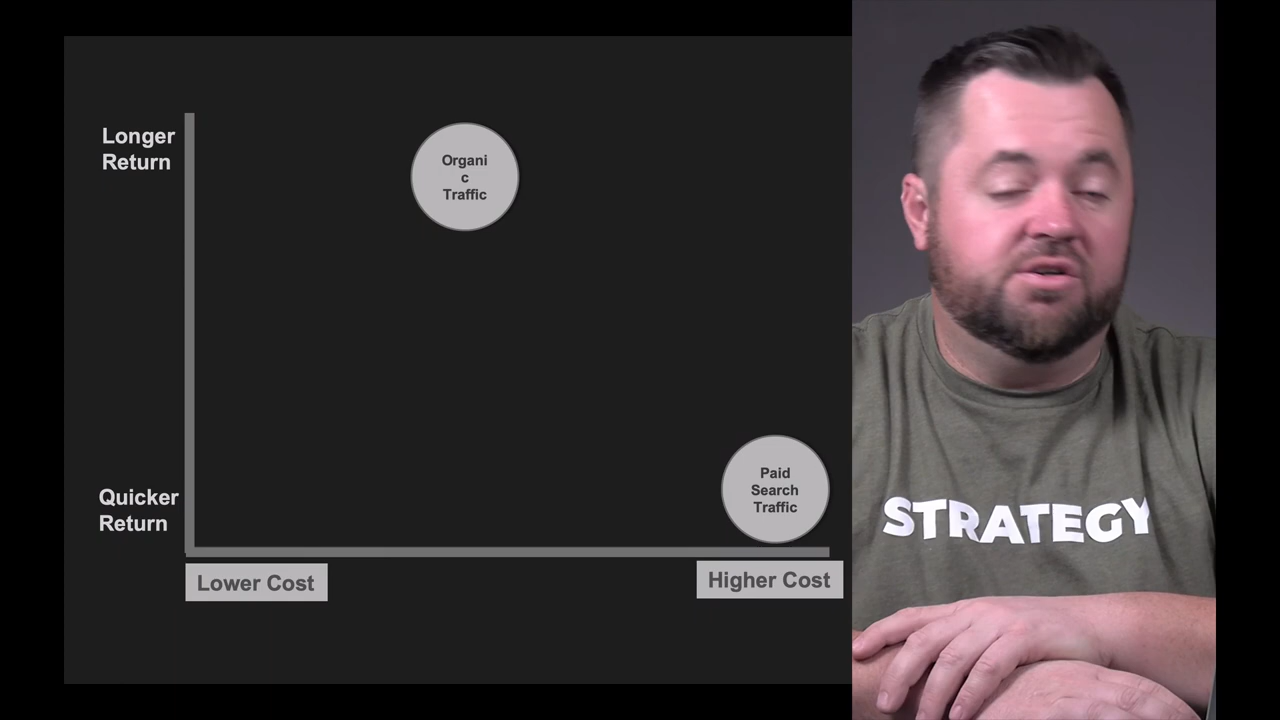 Longer
Return
Organi
c
Traffic
Paid
Search
Traffic
Quicker
Return
Lower Cost
Higher Cost
STRATEGY